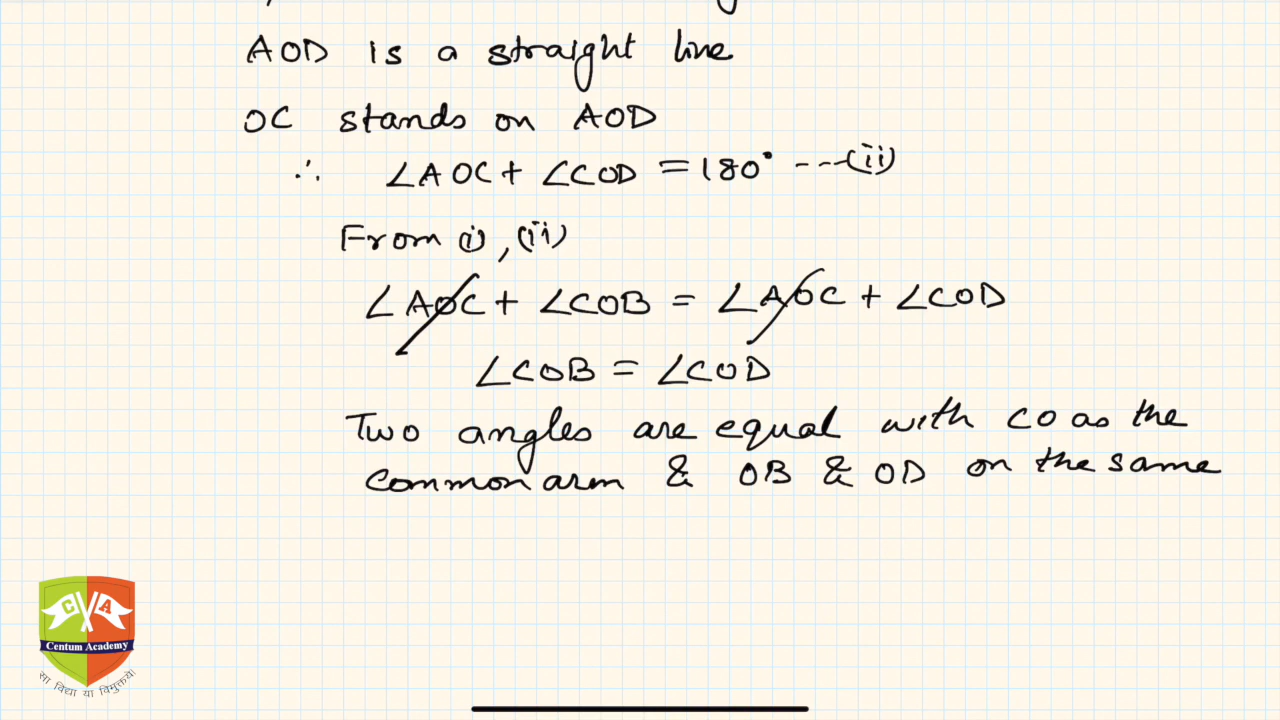 AOD is a straight line
OC stands on AOD
∴ ∠AOC + ∠COD = 180° ---(ii)
From (i), (ii)
∠AOC + ∠COB = ∠AOC + ∠COD
∠COB = ∠COD
Two angles are equal with CO as the
common arm & OB & OD on the same
C A
Centum Academy
सा विद्या या विमुक्तये।